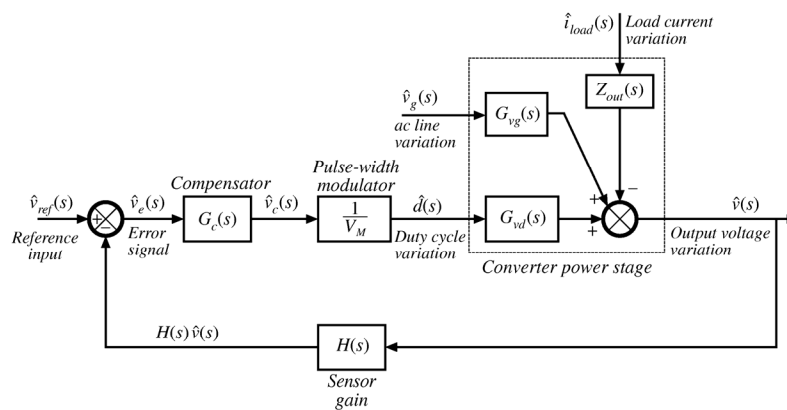 î_load(s)
Load current
variation
Z_out(s)
v̂_g(s)
ac line
variation
G_vg(s)
+
−
Pulse-width
modulator
Compensator
v̂_ref(s)
Reference
input
+
−
v̂_e(s)
Error
signal
G_c(s)
v̂_c(s)
1
V_M
d̂(s)
Duty cycle
variation
G_vd(s)
+
v̂(s)
Output voltage
variation
Converter power stage
H(s) v̂(s)
H(s)
Sensor
gain